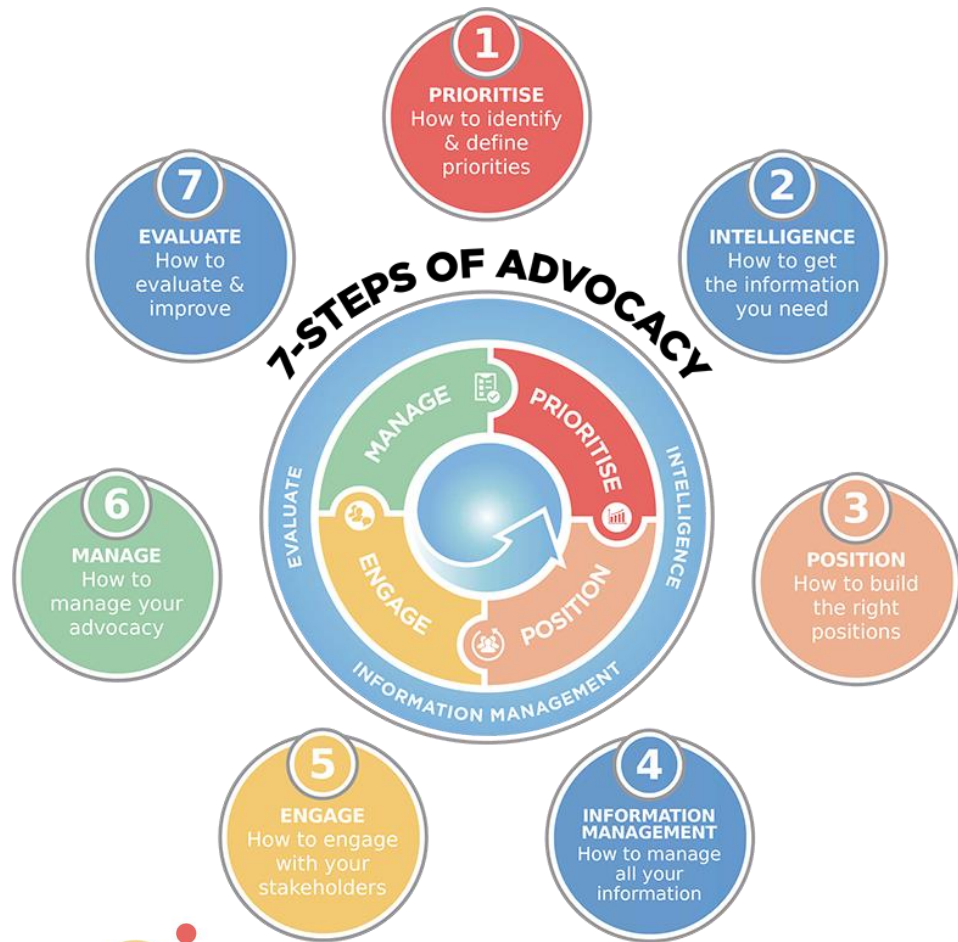 1
PRIORITISE
How to identify
& define
priorities
2
INTELLIGENCE
How to get
the information
you need
3
POSITION
How to build
the right
positions
4
INFORMATION
MANAGEMENT
How to manage
all your
information
5
ENGAGE
How to engage
with your
stakeholders
6
MANAGE
How to
manage your
advocacy
7
EVALUATE
How to
evaluate &
improve
7-STEPS OF ADVOCACY
MANAGE
PRIORITISE
POSITION
ENGAGE
EVALUATE
INTELLIGENCE
INFORMATION MANAGEMENT